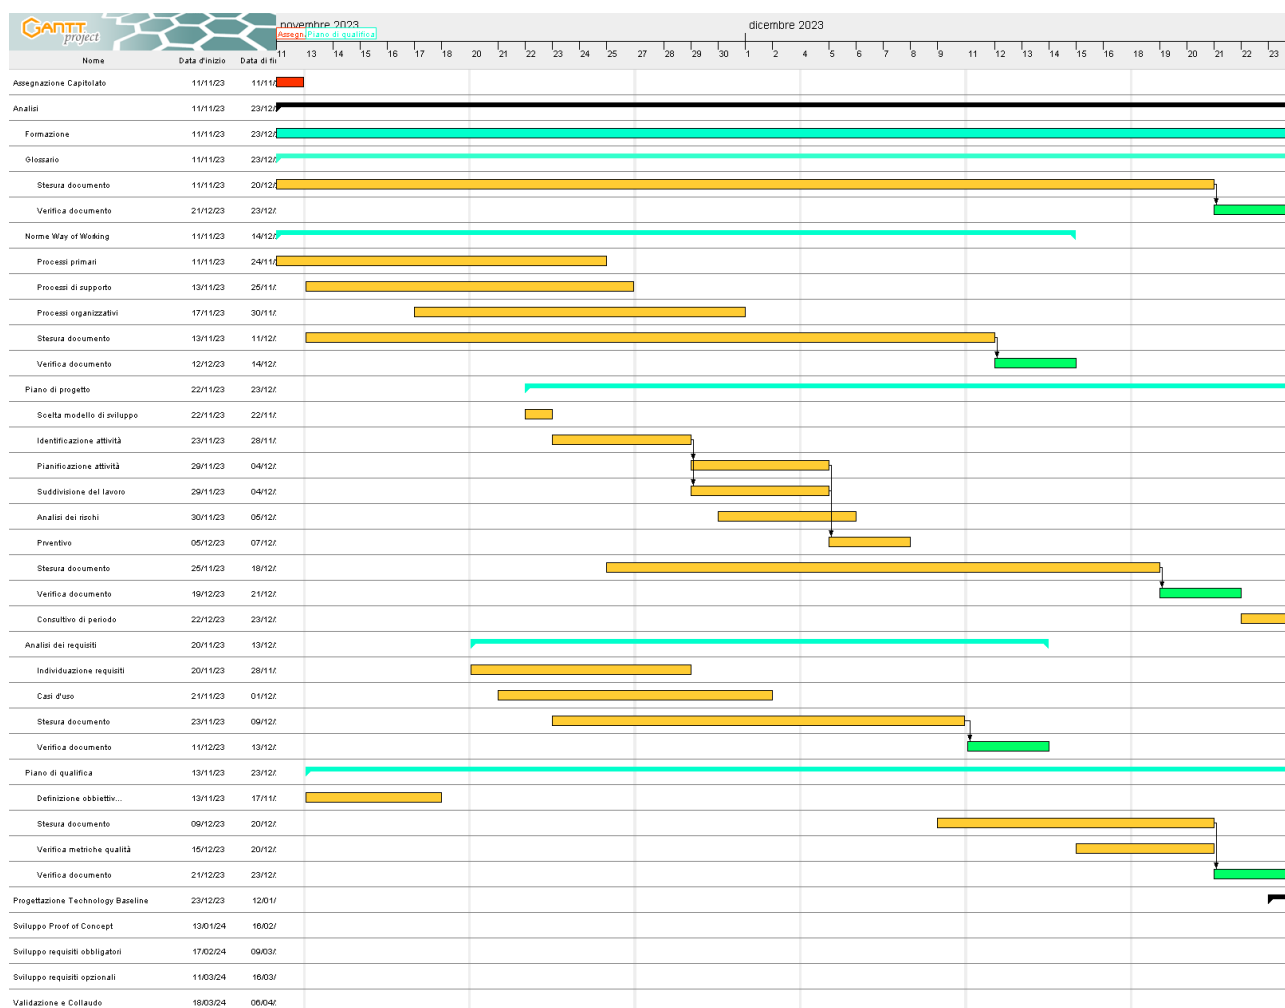 GANTT project
novembre 2023
dicembre 2023
Assegn. Piano di qualifica
11 13 14 15 16 17 18 20 21 22 23 24 25 27 28 29 30 1 2 4 5 6 7 8 9 11 12 13 14 15 16 18 19 20 21 22 23
Nome Data d'inizio Data di fi
Assegnazione Capitolato 11/11/23 11/11/
Analisi 11/11/23 23/12/
Formazione 11/11/23 23/12/
Glossario 11/11/23 23/12/
Stesura documento 11/11/23 20/12/
Verifica documento 21/12/23 23/12/
Norme Way of Working 11/11/23 14/12/
Processi primari 11/11/23 24/11/
Processi di supporto 13/11/23 25/11/
Processi organizzativi 17/11/23 30/11/
Stesura documento 13/11/23 11/12/
Verifica documento 12/12/23 14/12/
Piano di progetto 22/11/23 23/12/
Scelta modello di sviluppo 22/11/23 22/11/
Identificazione attività 23/11/23 28/11/
Pianificazione attività 29/11/23 04/12/
Suddivisione del lavoro 29/11/23 04/12/
Analisi dei rischi 30/11/23 05/12/
Prventivo 05/12/23 07/12/
Stesura documento 25/11/23 18/12/
Verifica documento 19/12/23 21/12/
Consultivo di periodo 22/12/23 23/12/
Analisi dei requisiti 20/11/23 13/12/
Individuazione requisiti 20/11/23 28/11/
Casi d'uso 21/11/23 01/12/
Stesura documento 23/11/23 09/12/
Verifica documento 11/12/23 13/12/
Piano di qualifica 13/11/23 23/12/
Definizione obbiettiv... 13/11/23 17/11/
Stesura documento 09/12/23 20/12/
Verifica metriche qualità 15/12/23 20/12/
Verifica documento 21/12/23 23/12/
Progettazione Technology Baseline 23/12/23 12/01/
Sviluppo Proof of Concept 13/01/24 16/02/
Sviluppo requisiti obbligatori 17/02/24 09/03/
Sviluppo requisiti opzionali 11/03/24 16/03/
Validazione e Collaudo 18/03/24 06/04/